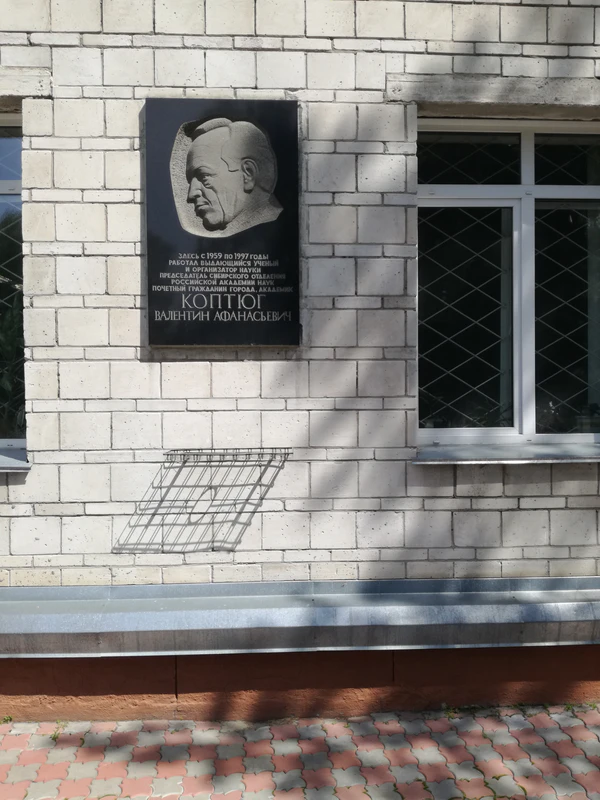 ЗДЕСЬ С 1959 ПО 1997 ГОДЫ
РАБОТАЛ ВЫДАЮЩИЙСЯ УЧЕНЫЙ
И ОРГАНИЗАТОР НАУКИ
ПРЕДСЕДАТЕЛЬ СИБИРСКОГО ОТДЕЛЕНИЯ
РОССИЙСКОЙ АКАДЕМИИ НАУК
ПОЧЕТНЫЙ ГРАЖДАНИН ГОРОДА, АКАДЕМИК
КОПТЮГ
ВАЛЕНТИН АФАНАСЬЕВИЧ